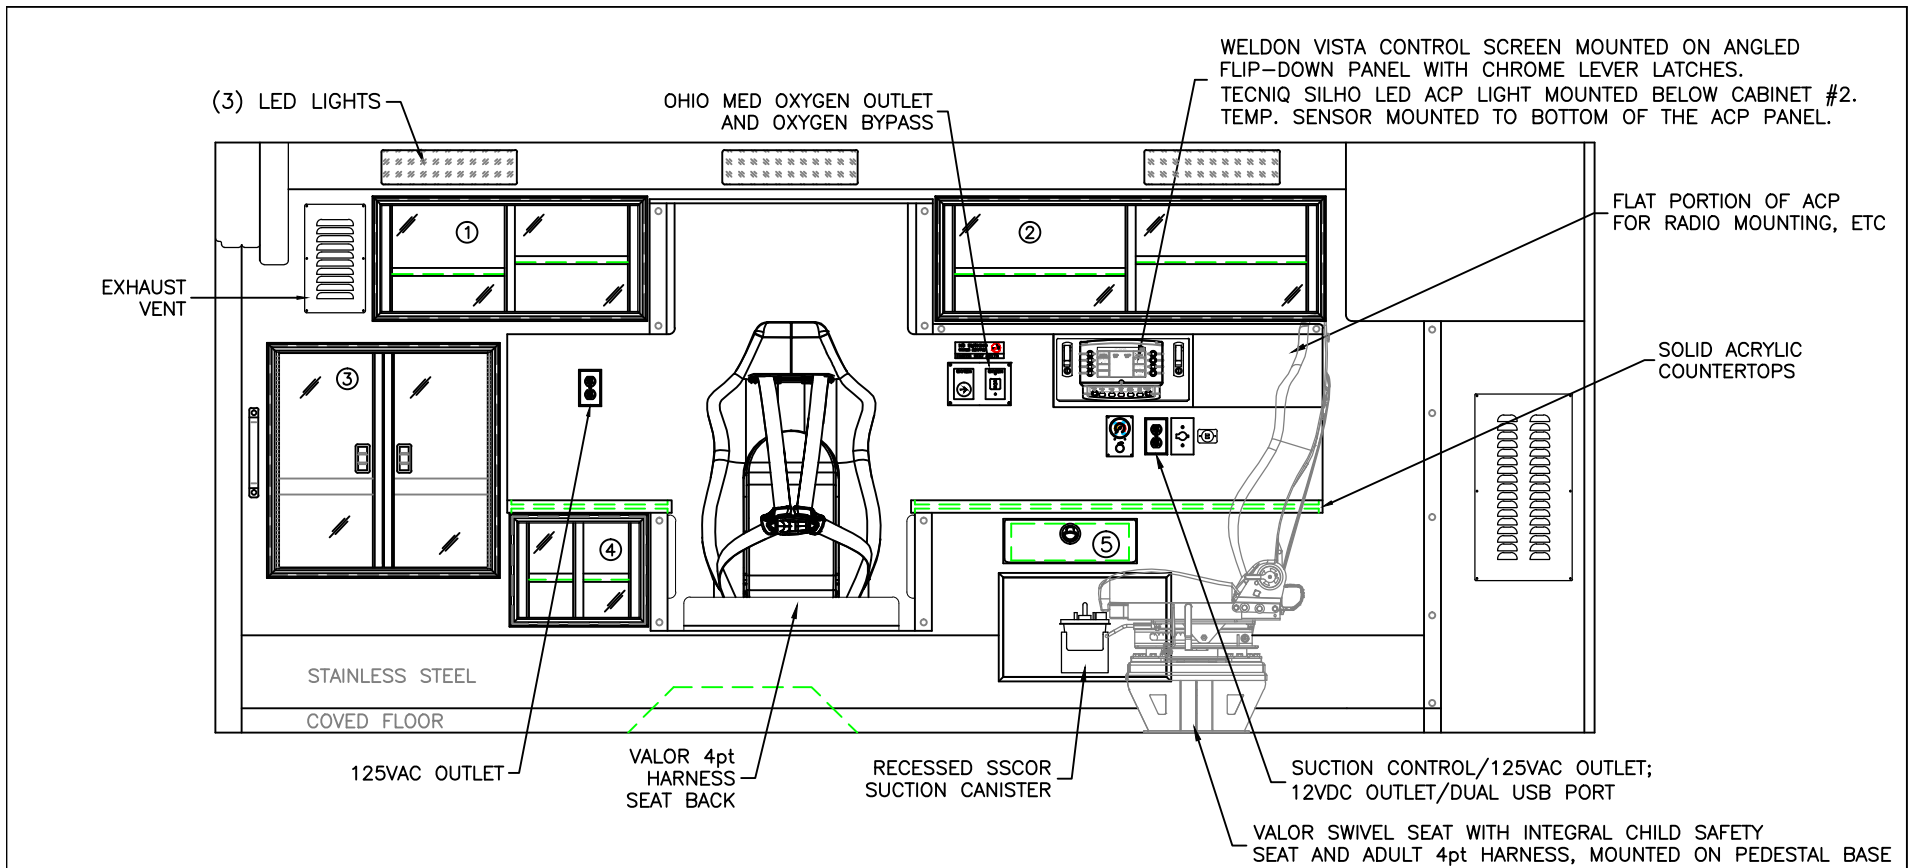 WELDON VISTA CONTROL SCREEN MOUNTED ON ANGLED
FLIP-DOWN PANEL WITH CHROME LEVER LATCHES.
TECNIQ SILHO LED ACP LIGHT MOUNTED BELOW CABINET #2.
TEMP. SENSOR MOUNTED TO BOTTOM OF THE ACP PANEL.
(3) LED LIGHTS
OHIO MED OXYGEN OUTLET
AND OXYGEN BYPASS
FLAT PORTION OF ACP
FOR RADIO MOUNTING, ETC
1
2
EXHAUST
VENT
SOLID ACRYLIC
COUNTERTOPS
3
4
5
STAINLESS STEEL
COVED FLOOR
125VAC OUTLET
VALOR 4pt
HARNESS
SEAT BACK
RECESSED SSCOR
SUCTION CANISTER
SUCTION CONTROL/125VAC OUTLET;
12VDC OUTLET/DUAL USB PORT
VALOR SWIVEL SEAT WITH INTEGRAL CHILD SAFETY
SEAT AND ADULT 4pt HARNESS, MOUNTED ON PEDESTAL BASE